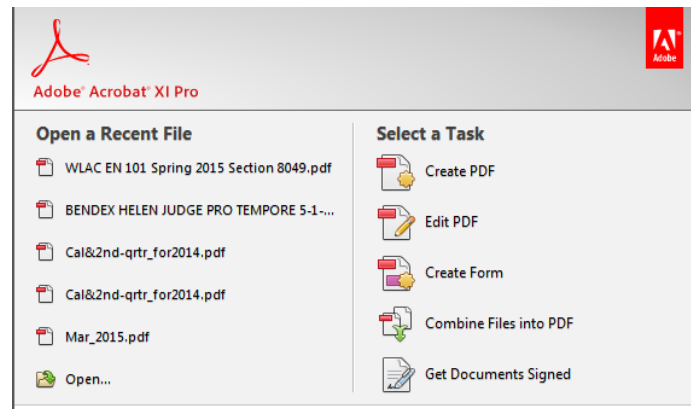 Adobe® Acrobat® XI Pro
Adobe
Open a Recent File
WLAC EN 101 Spring 2015 Section 8049.pdf
BENDEX HELEN JUDGE PRO TEMPORE 5-1-...
Cal&2nd-qrtr_for2014.pdf
Cal&2nd-qrtr_for2014.pdf
Mar_2015.pdf
Open...
Select a Task
Create PDF
Edit PDF
Create Form
Combine Files into PDF
Get Documents Signed